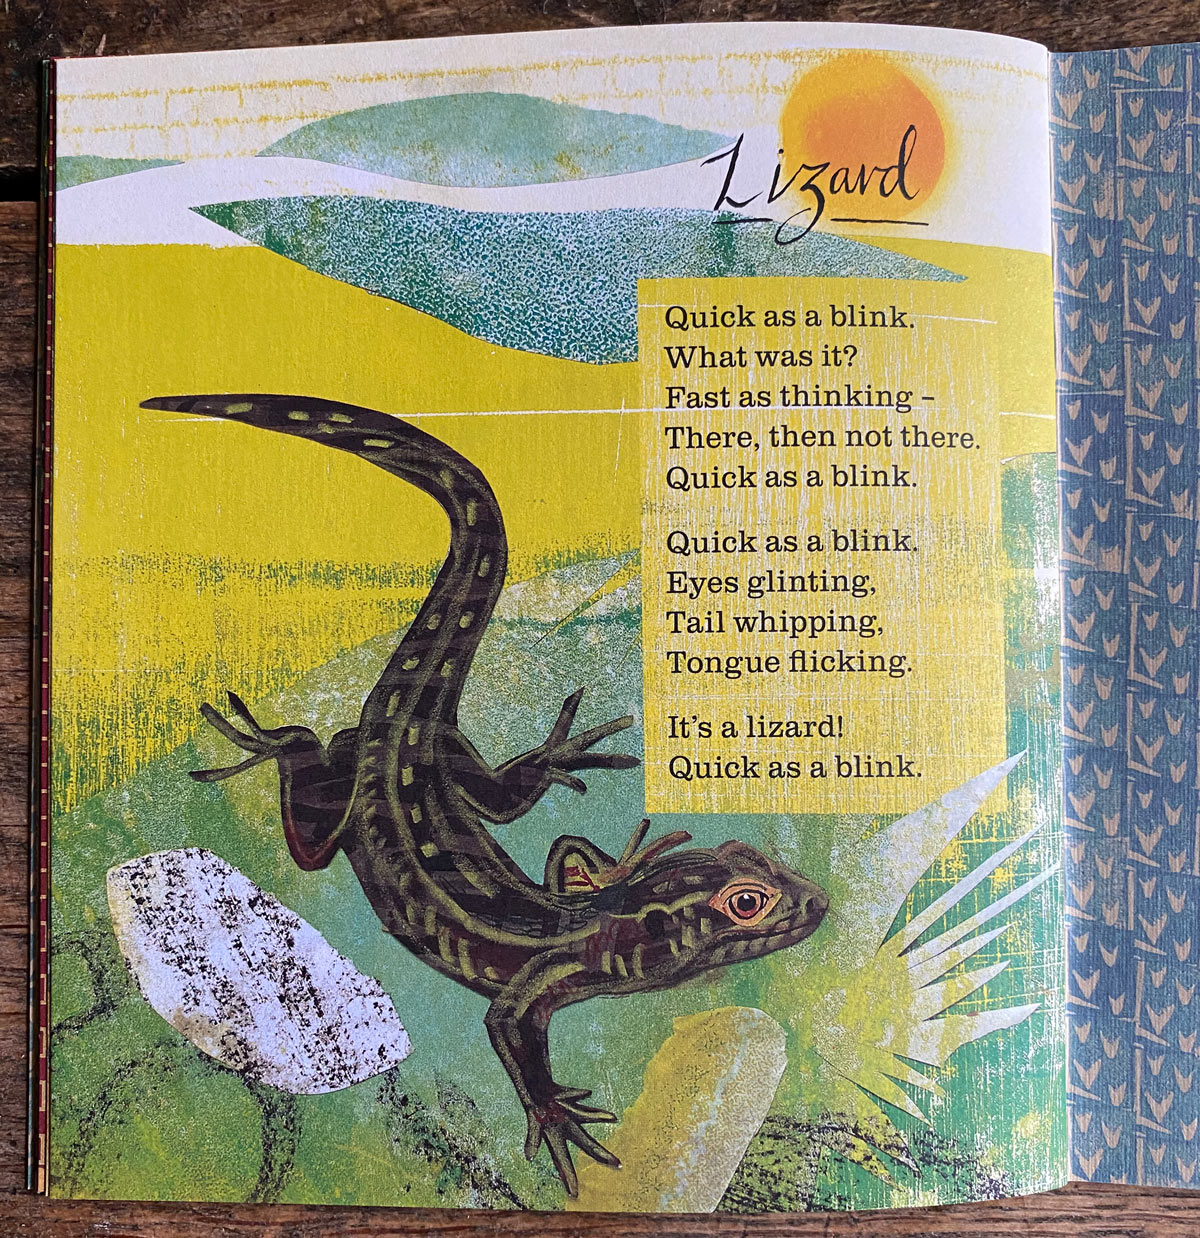 Lizard
Quick as a blink.
What was it?
Fast as thinking –
There, then not there.
Quick as a blink.
Quick as a blink.
Eyes glinting,
Tail whipping,
Tongue flicking.
It’s a lizard!
Quick as a blink.